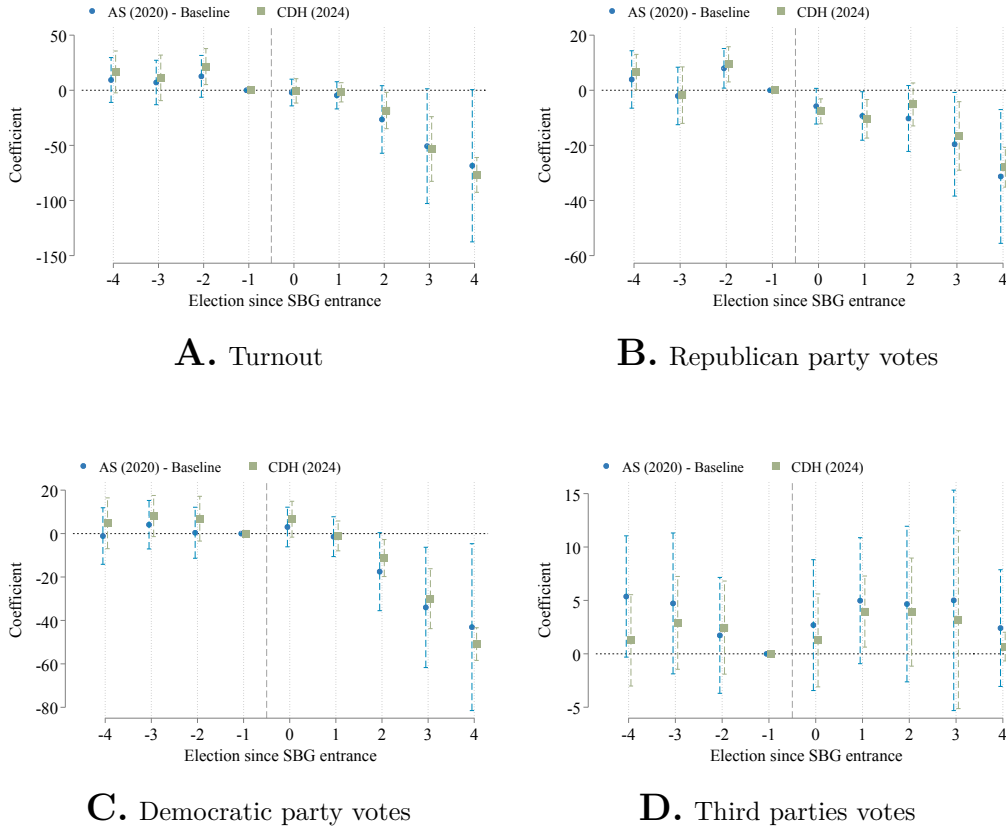 AS (2020) - Baseline CDH (2024)
50
0
-50
-100
-150
Coefficient
-4 -3 -2 -1 0 1 2 3 4
Election since SBG entrance
A. Turnout
AS (2020) - Baseline CDH (2024)
20
0
-20
-40
-60
Coefficient
-4 -3 -2 -1 0 1 2 3 4
Election since SBG entrance
B. Republican party votes
AS (2020) - Baseline CDH (2024)
20
0
-20
-40
-60
-80
Coefficient
-4 -3 -2 -1 0 1 2 3 4
Election since SBG entrance
C. Democratic party votes
AS (2020) - Baseline CDH (2024)
15
10
5
0
-5
Coefficient
-4 -3 -2 -1 0 1 2 3 4
Election since SBG entrance
D. Third parties votes